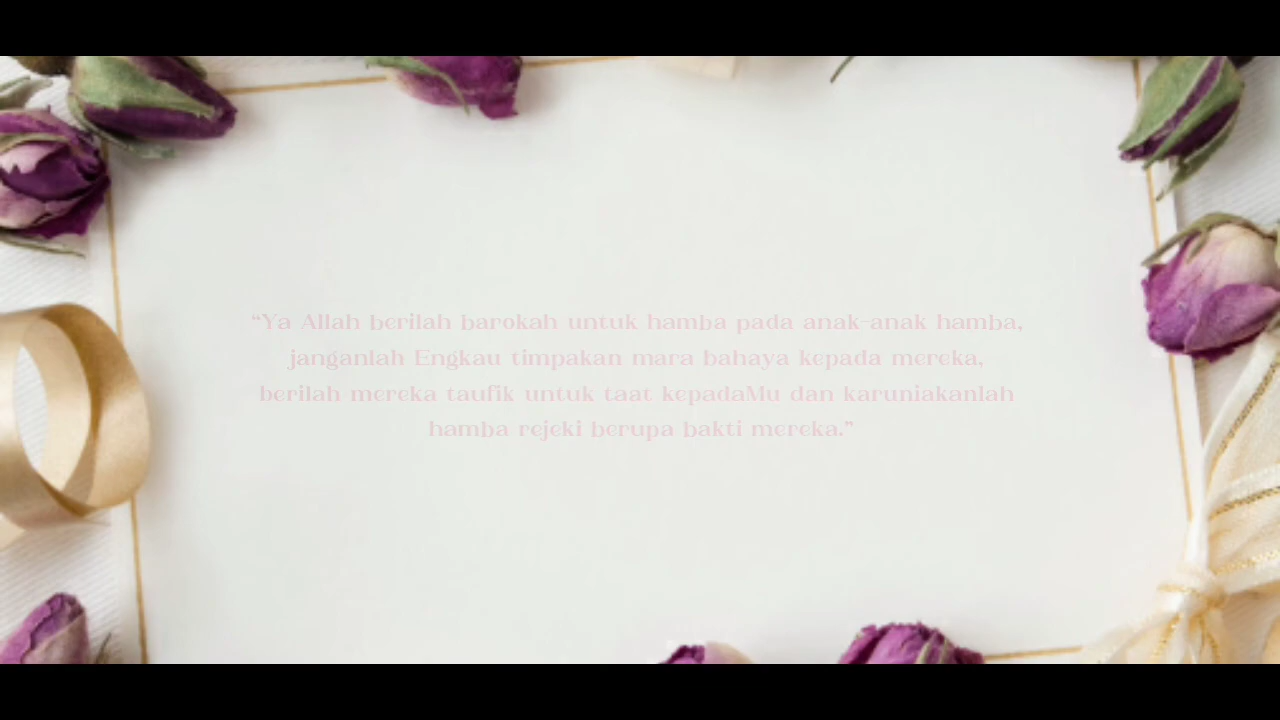 “Ya Allah berilah barokah untuk hamba pada anak-anak hamba,
janganlah Engkau timpakan mara bahaya kepada mereka,
berilah mereka taufik untuk taat kepadaMu dan karuniakanlah
hamba rejeki berupa bakti mereka.”